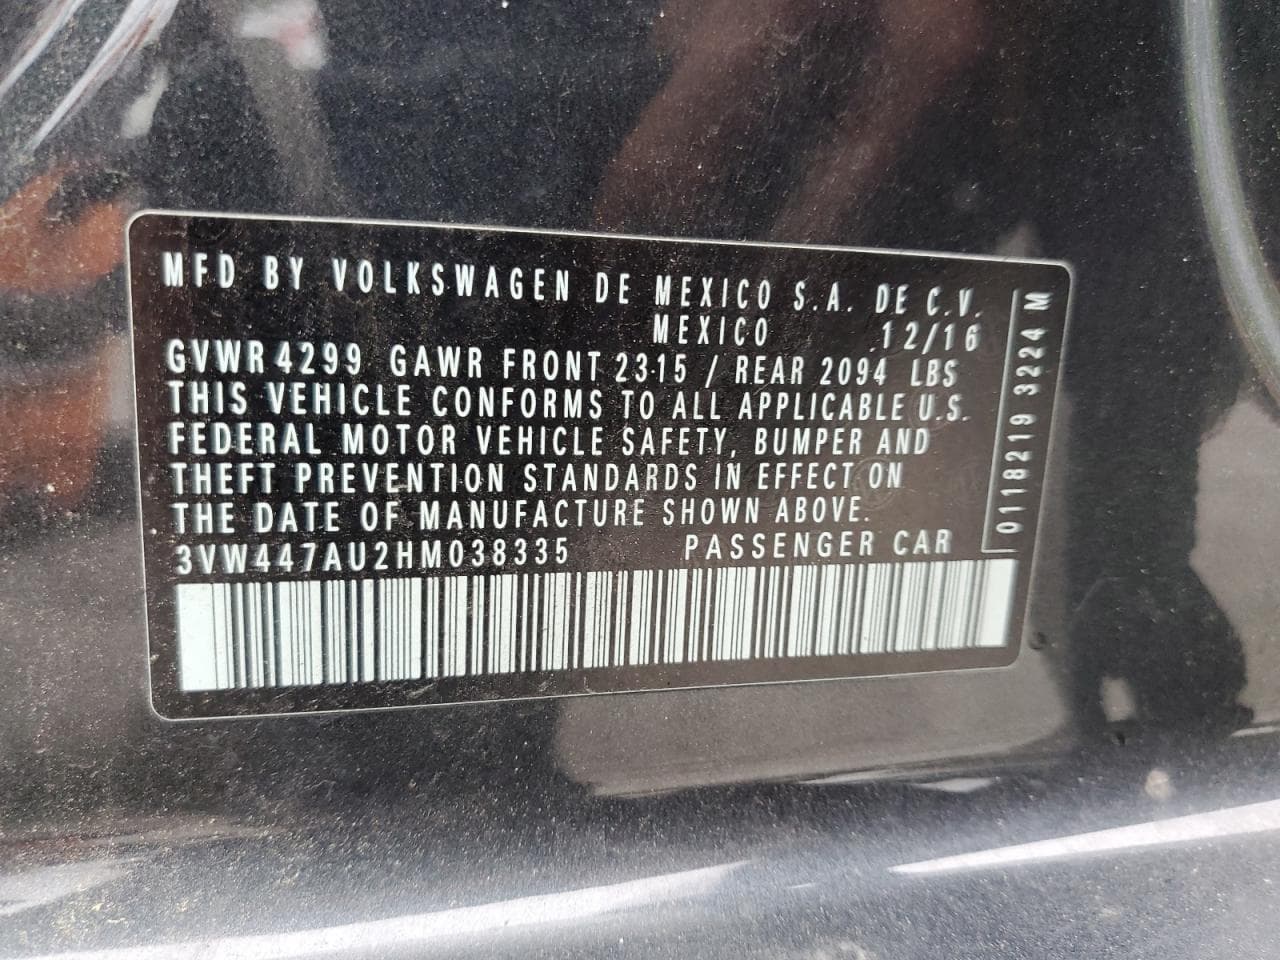 MFD BY VOLKSWAGEN DE MEXICO S.A. DE C.V.
MEXICO 12/16
GVWR 4299 GAWR FRONT 2315 / REAR 2094 LBS
THIS VEHICLE CONFORMS TO ALL APPLICABLE U.S.
FEDERAL MOTOR VEHICLE SAFETY, BUMPER AND
THEFT PREVENTION STANDARDS IN EFFECT ON
THE DATE OF MANUFACTURE SHOWN ABOVE.
3VW447AU2HM038335 PASSENGER CAR
0118219 3224 M